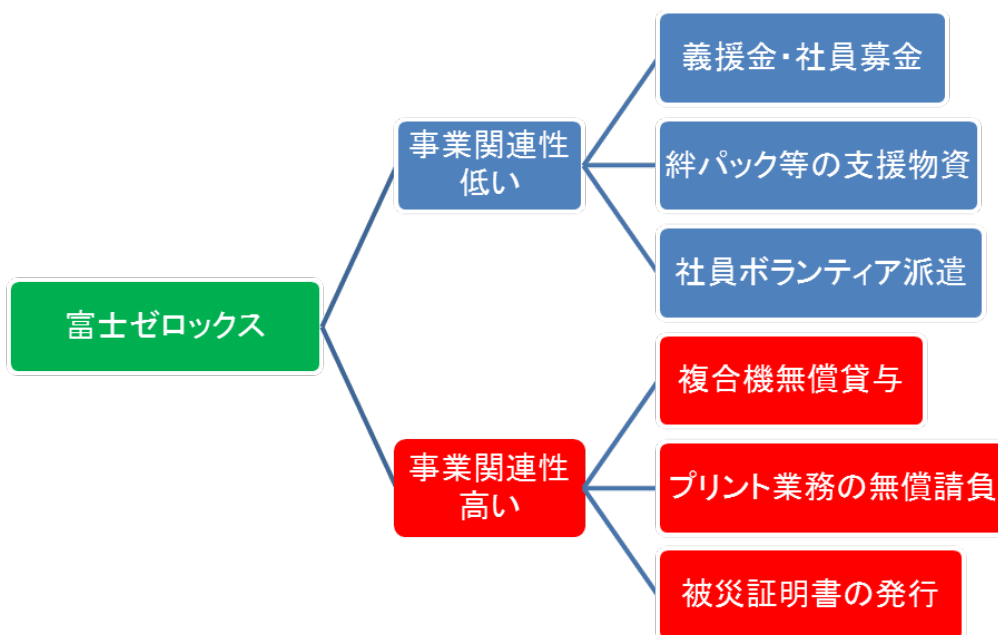 富士ゼロックス
事業関連性
低い
義援金・社員募金
絆パック等の支援物資
社員ボランティア派遣
事業関連性
高い
複合機無償貸与
プリント業務の無償請負
被災証明書の発行